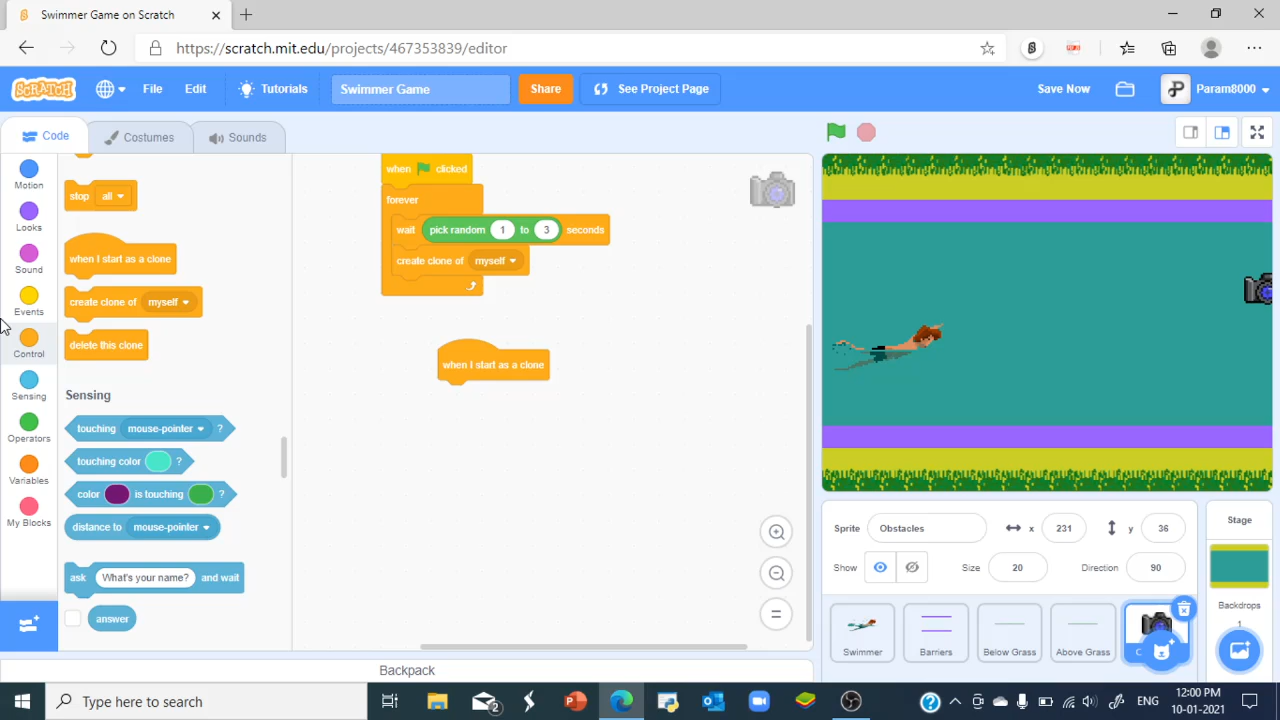 Swimmer Game on Scratch
https://scratch.mit.edu/projects/467353839/editor
SCRATCH
File
Edit
Tutorials
Swimmer Game
Share
See Project Page
Save Now
Param8000
Code
Costumes
Sounds
Motion
Looks
Sound
Events
Control
Sensing
Operators
Variables
My Blocks
stop all
when I start as a clone
create clone of myself
delete this clone
Sensing
touching mouse-pointer ?
touching color ?
color is touching ?
distance to mouse-pointer
ask What's your name? and wait
answer
when clicked
forever
wait pick random 1 to 3 seconds
create clone of myself
when I start as a clone
Backpack
Sprite Obstacles x 231 y 36
Show Size 20 Direction 90
Swimmer
Barriers
Below Grass
Above Grass
Stage
Backdrops
1
Type here to search
2
ENG
12:00 PM
10-01-2021